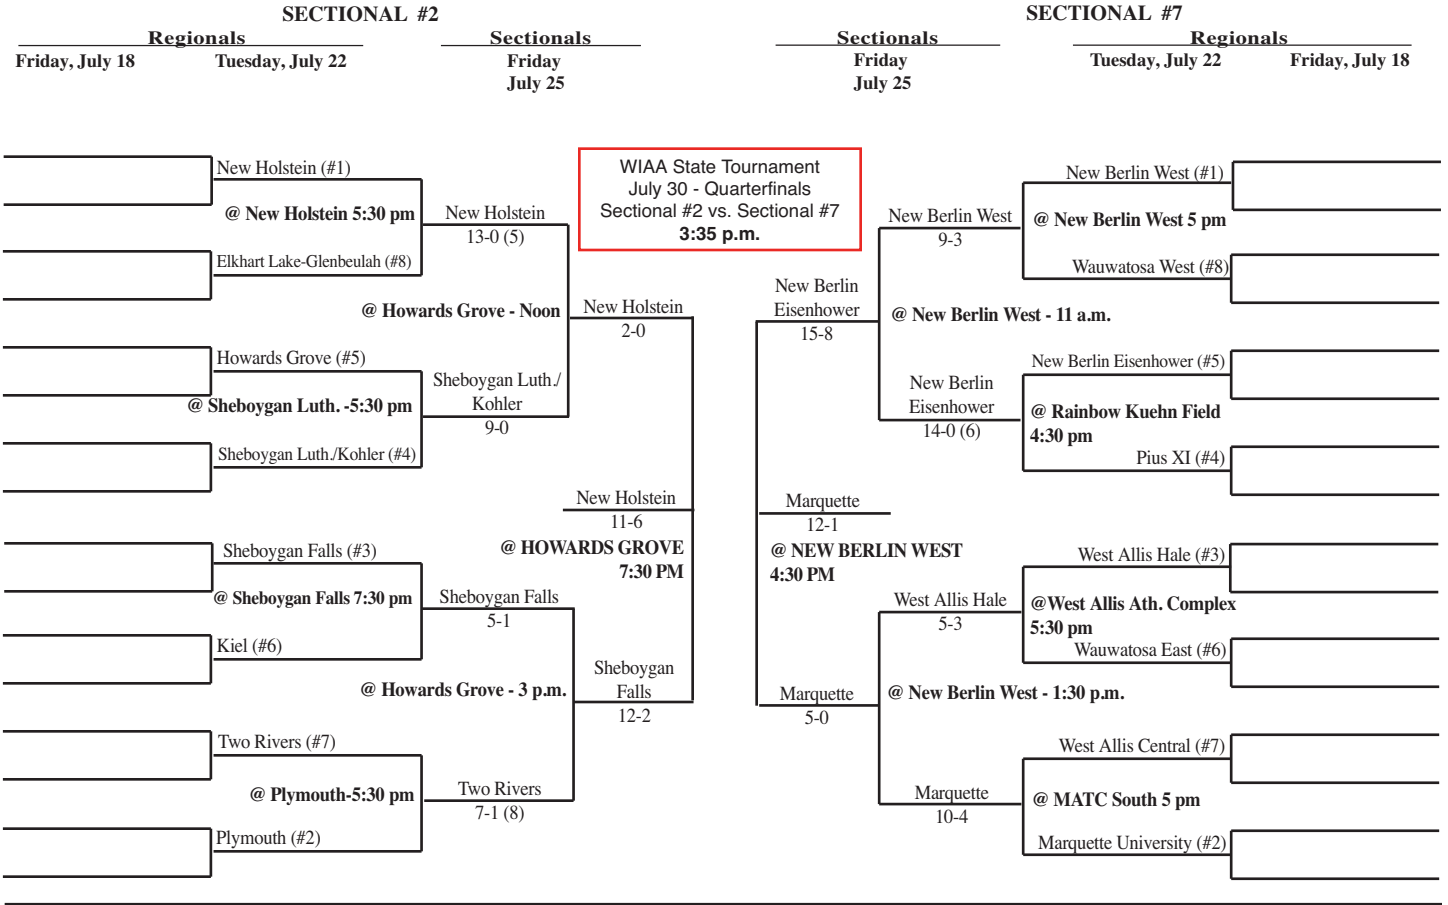 SECTIONAL #2
Regionals
Sectionals
Friday, July 18
Tuesday, July 22
Friday
July 25
New Holstein (#1)
@ New Holstein 5:30 pm
Elkhart Lake-Glenbeulah (#8)
New Holstein
13-0 (5)
@ Howards Grove - Noon
Howards Grove (#5)
@ Sheboygan Luth. -5:30 pm
Sheboygan Luth./Kohler (#4)
Sheboygan Luth./
Kohler
9-0
New Holstein
2-0
New Holstein
11-6
@ HOWARDS GROVE
7:30 PM
Sheboygan Falls (#3)
@ Sheboygan Falls 7:30 pm
Kiel (#6)
Sheboygan Falls
5-1
@ Howards Grove - 3 p.m.
Sheboygan
Falls
12-2
Two Rivers (#7)
@ Plymouth-5:30 pm
Plymouth (#2)
Two Rivers
7-1 (8)
WIAA State Tournament
July 30 - Quarterfinals
Sectional #2 vs. Sectional #7
3:35 p.m.
SECTIONAL #7
Sectionals
Regionals
Friday
July 25
Tuesday, July 22
Friday, July 18
New Berlin West (#1)
@ New Berlin West 5 pm
Wauwatosa West (#8)
New Berlin West
9-3
New Berlin
Eisenhower
15-8
@ New Berlin West - 11 a.m.
New Berlin Eisenhower (#5)
@ Rainbow Kuehn Field
4:30 pm
Pius XI (#4)
New Berlin
Eisenhower
14-0 (6)
Marquette
12-1
@ NEW BERLIN WEST
4:30 PM
West Allis Hale (#3)
@West Allis Ath. Complex
5:30 pm
Wauwatosa East (#6)
West Allis Hale
5-3
Marquette
5-0
@ New Berlin West - 1:30 p.m.
West Allis Central (#7)
@ MATC South 5 pm
Marquette University (#2)
Marquette
10-4